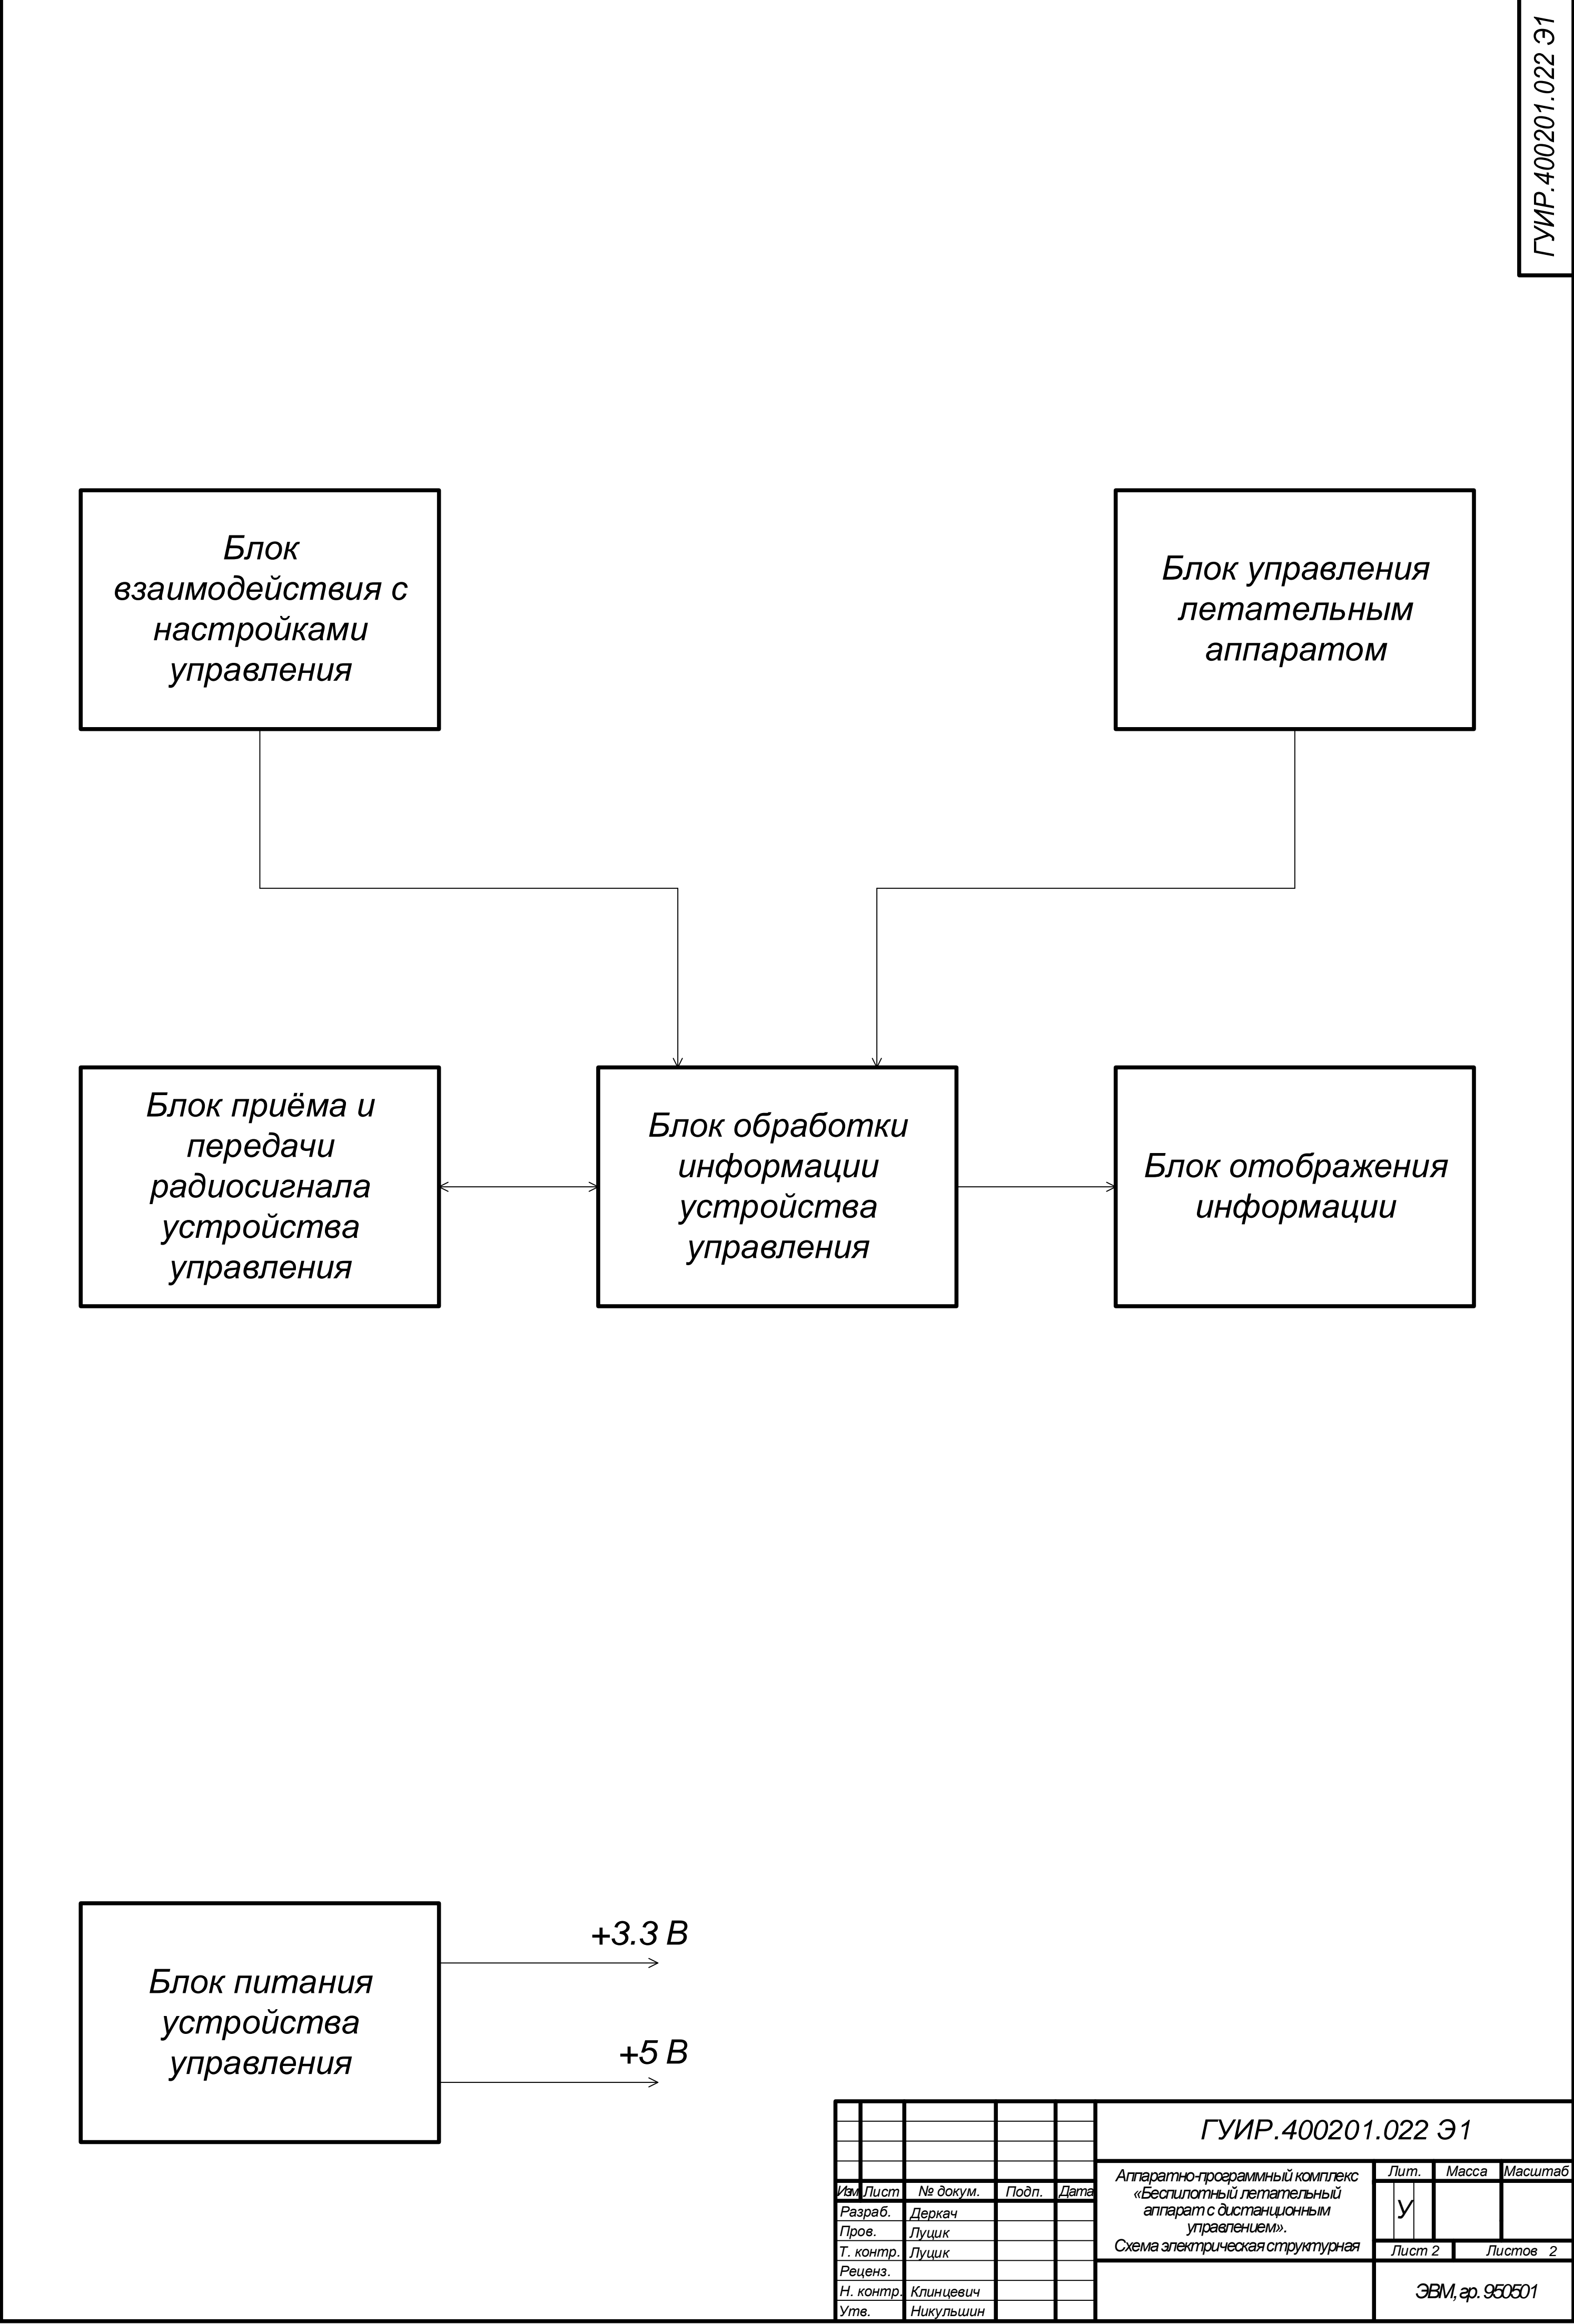 ГУИР.400201.022 Э1
Блок
взаимодействия с
настройками
управления
Блок управления
летательным
аппаратом
Блок приёма и
передачи
радиосигнала
устройства
управления
Блок обработки
информации
устройства
управления
Блок отображения
информации
Блок питания
устройства
управления
+3.3 В
+5 В
ГУИР.400201.022 Э1
Аппаратно-программный комплекс
«Беспилотный летательный
аппарат с дистанционным
управлением».
Схема электрическая структурная
Лит. Масса Масштаб
У
Лист 2 Листов 2
ЭВМ, гр. 950501
Изм Лист № докум. Подп. Дата
Разраб. Деркач
Пров. Луцик
Т. контр. Луцик
Реценз.
Н. контр. Клинцевич
Утв. Никульшин